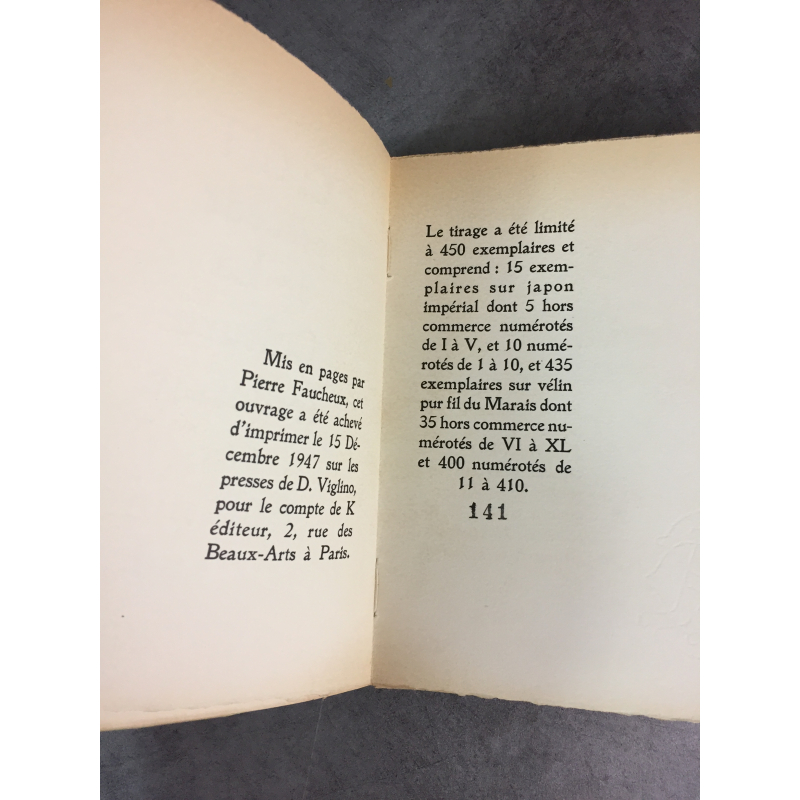 Mis en pages par
Pierre Faucheux, cet
ouvrage a été achevé
d'imprimer le 15 Dé-
cembre 1947 sur les
presses de D. Viglino,
pour le compte de K
éditeur, 2, rue des
Beaux-Arts à Paris.
Le tirage a été limité
à 450 exemplaires et
comprend : 15 exem-
plaires sur japon
impérial dont 5 hors
commerce numérotés
de I à V, et 10 numé-
rotés de 1 à 10, et 435
exemplaires sur vélin
pur fil du Marais dont
35 hors commerce nu-
mérotés de VI à XL
et 400 numérotés de
11 à 410.
141